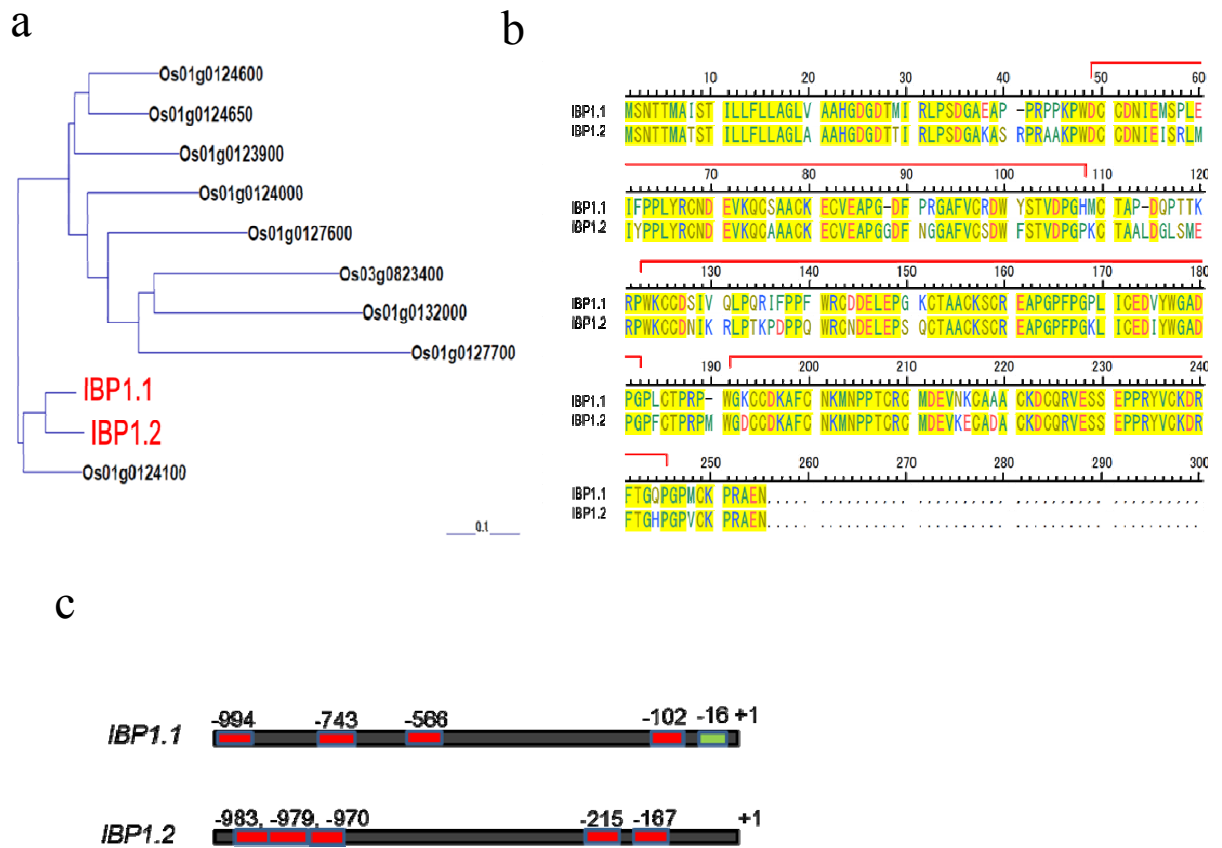 a
Os01g0124600
Os01g0124650
Os01g0123900
Os01g0124000
Os01g0127600
Os03g0823400
Os01g0132000
Os01g0127700
IBP1.1
IBP1.2
Os01g0124100
0.1
b
10 20 30 40 50 60
IBP1.1 MSNTTMAIST ILLFLLAGLV AAHGDGDTMI RLPSDGAEAP -PRPPKPWDC CDNIEMSPLE
IBP1.2 MSNTTMATST ILLFLLAGLA AAHGDGDTTI RLPSDGAKAS RPRAAKPWDC CDNIEISRLM
70 80 90 100 110 120
IBP1.1 IFPPLYRCND EVKQCSAACK ECVEAPG-DF PRGAFVCRDW YSTVDPGHMC TAP-DQPTTK
IBP1.2 IYPPLYRCND EVKQCAAACK ECVEAPGGDF NGGAFVCSDW FSTVDPGPKC TAALDGLSME
130 140 150 160 170 180
IBP1.1 RPWKCCDSIV QLPQRIFPPF WRCDDELEPG KCTAACKSCR EAPGPFPGPL ICEDVYWGAD
IBP1.2 RPWKCCDNIK RLPTKPDPPQ WRCNDELEPS QCTAACKSCR EAPGPFPGKL ICEDIYWGAD
190 200 210 220 230 240
IBP1.1 PGPLCTPRP- WGKCCDKAFC NKMNPPTCRC MDEVNKCAAA CKDCQRVESS EPPRYVCKDR
IBP1.2 PGPFCTPRPM WGDCCDKAFC NKMNPPTCRC MDEVKECADA CKDCQRVESS EPPRYVCKDR
250 260 270 280 290 300
IBP1.1 FTGQPGPMCK PRAEN..... .......... .......... .......... ..........
IBP1.2 FTGHPGPVCK PRAEN..... .......... .......... .......... ..........
c
-994 -743 -566 -102 -16 +1
IBP1.1
-983, -979, -970 -215 -167 +1
IBP1.2